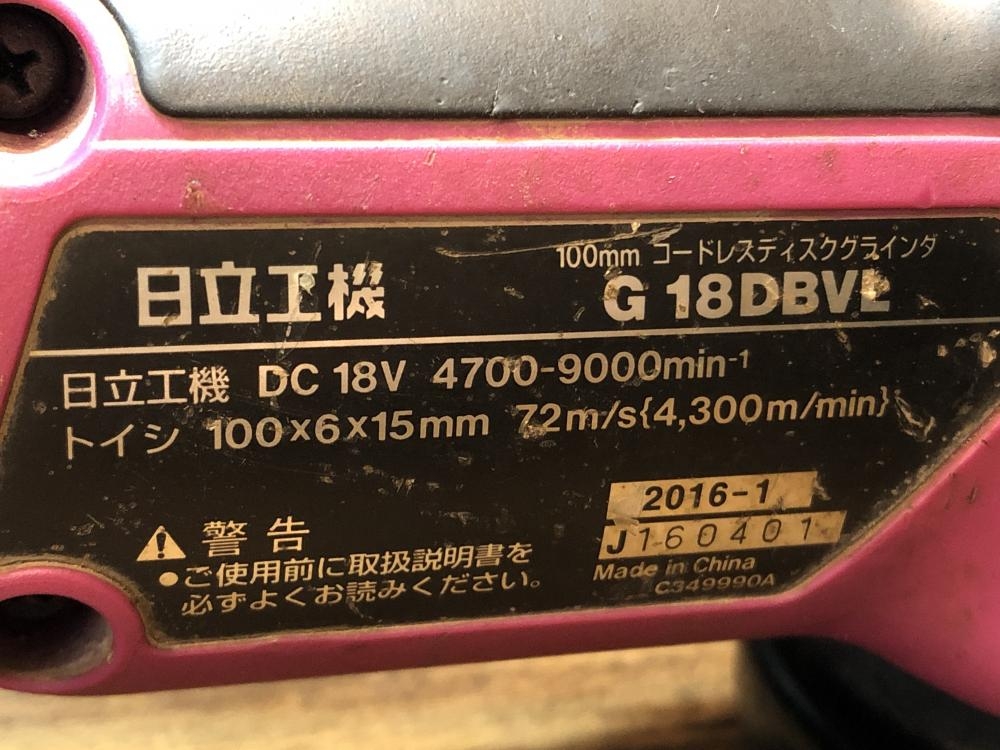 100mm コードレスディスクグラインダ
日立工機 G 18DBVL
日立工機 DC 18V 4700-9000min⁻¹
トイシ 100×6×15mm 72m/s{4,300m/min}
2016-1
J160401
Made in China
C349990A
警告
●ご使用前に取扱説明書を
必ずよくお読みください。